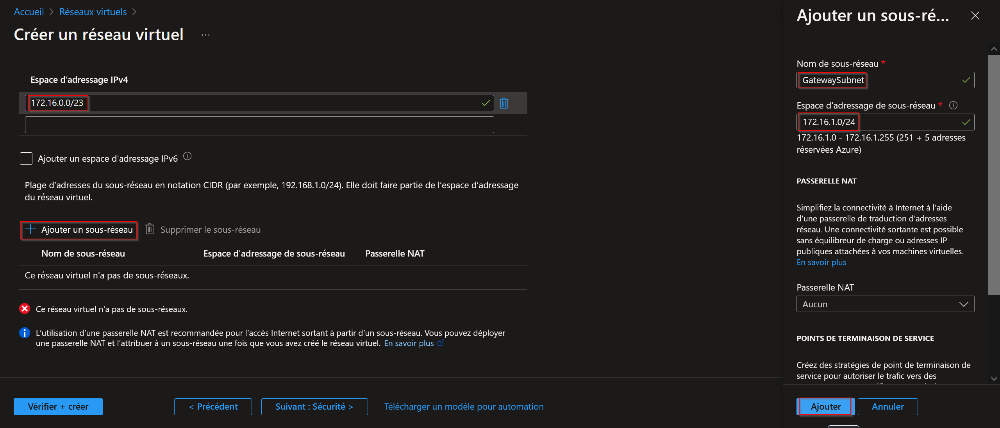 Accueil > Réseaux virtuels >
Créer un réseau virtuel ...
Espace d’adressage IPv4
172.16.0.0/23
Ajouter un espace d'adressage IPv6
Plage d’adresses du sous-réseau en notation CIDR (par exemple, 192.168.1.0/24). Elle doit faire partie de l’espace d’adressage
du réseau virtuel.
Ajouter un sous-réseau
Supprimer le sous-réseau
Nom de sous-réseau
Espace d'adressage de sous-réseau
Passerelle NAT
Ce réseau virtuel n'a pas de sous-réseaux.
Ce réseau virtuel n'a pas de sous-réseaux.
L’utilisation d’une passerelle NAT est recommandée pour l’accès Internet sortant à partir d’un sous-réseau. Vous pouvez déployer
une passerelle NAT et l’attribuer à un sous-réseau une fois que vous avez créé le réseau virtuel. En savoir plus
Vérifier + créer
< Précédent
Suivant : Sécurité >
Télécharger un modèle pour automation
Ajouter un sous-ré...
Nom de sous-réseau *
GatewaySubnet
Espace d'adressage de sous-réseau *
172.16.1.0/24
172.16.1.0 - 172.16.1.255 (251 + 5 adresses
réservées Azure)
PASSERELLE NAT
Simplifiez la connectivité à Internet à l’aide
d’une passerelle de traduction d’adresses
réseau. Une connectivité sortante est possible
sans équilibreur de charge ou adresses IP
publiques attachées à vos machines virtuelles.
En savoir plus
Passerelle NAT
Aucun
POINTS DE TERMINAISON DE SERVICE
Créez des stratégies de point de terminaison de
service pour autoriser le trafic vers des
Ajouter
Annuler